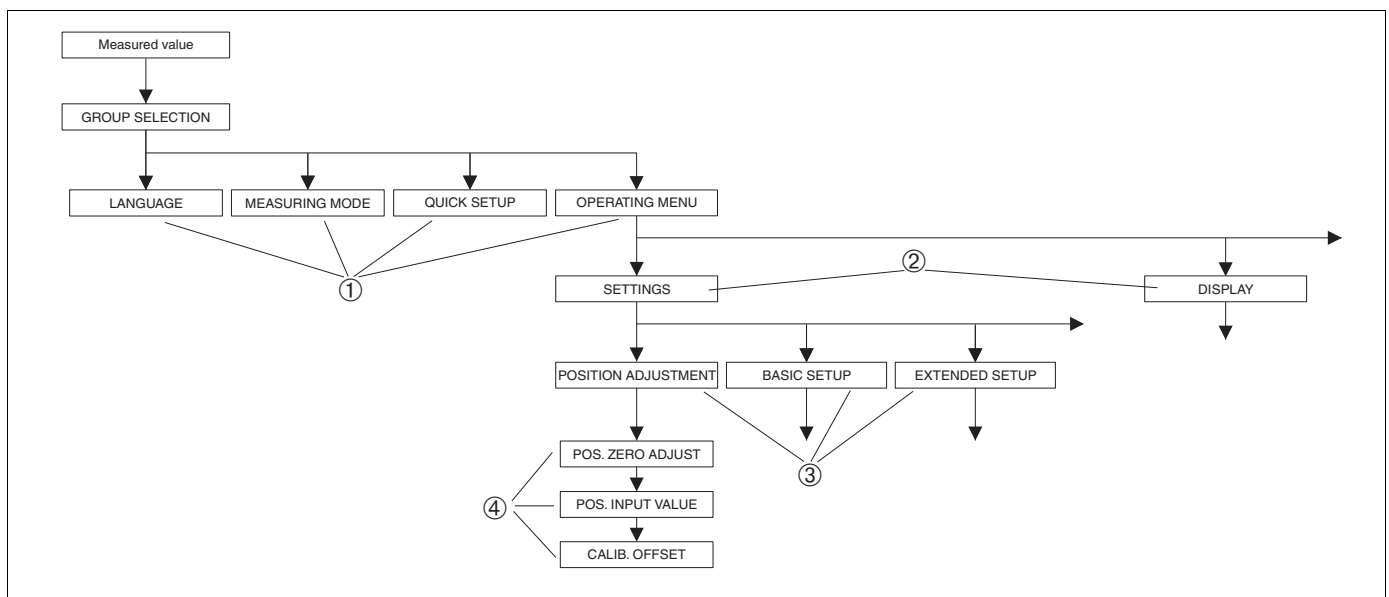 Measured value
GROUP SELECTION
LANGUAGE
MEASURING MODE
QUICK SETUP
OPERATING MENU
①
②
SETTINGS
DISPLAY
POSITION ADJUSTMENT
BASIC SETUP
EXTENDED SETUP
③
④
POS. ZERO ADJUST
POS. INPUT VALUE
CALIB. OFFSET